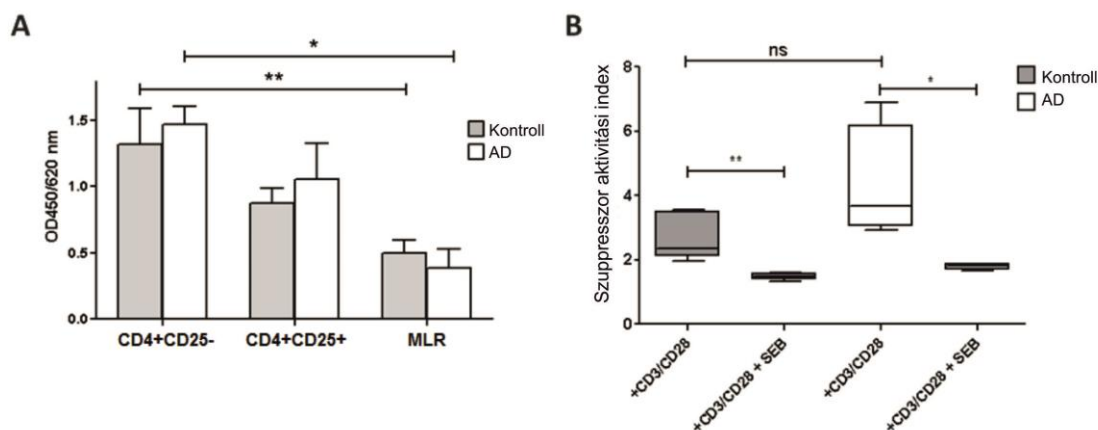 A
*
**
OD450/620 nm
1.5
1.0
0.5
0.0
CD4+CD25-
CD4+CD25+
MLR
Kontroll
AD
B
ns
*
**
Szuppresszor aktivitási index
8
6
4
2
0
+CD3/CD28
+CD3/CD28 + SEB
+CD3/CD28
+CD3/CD28 + SEB
Kontroll
AD